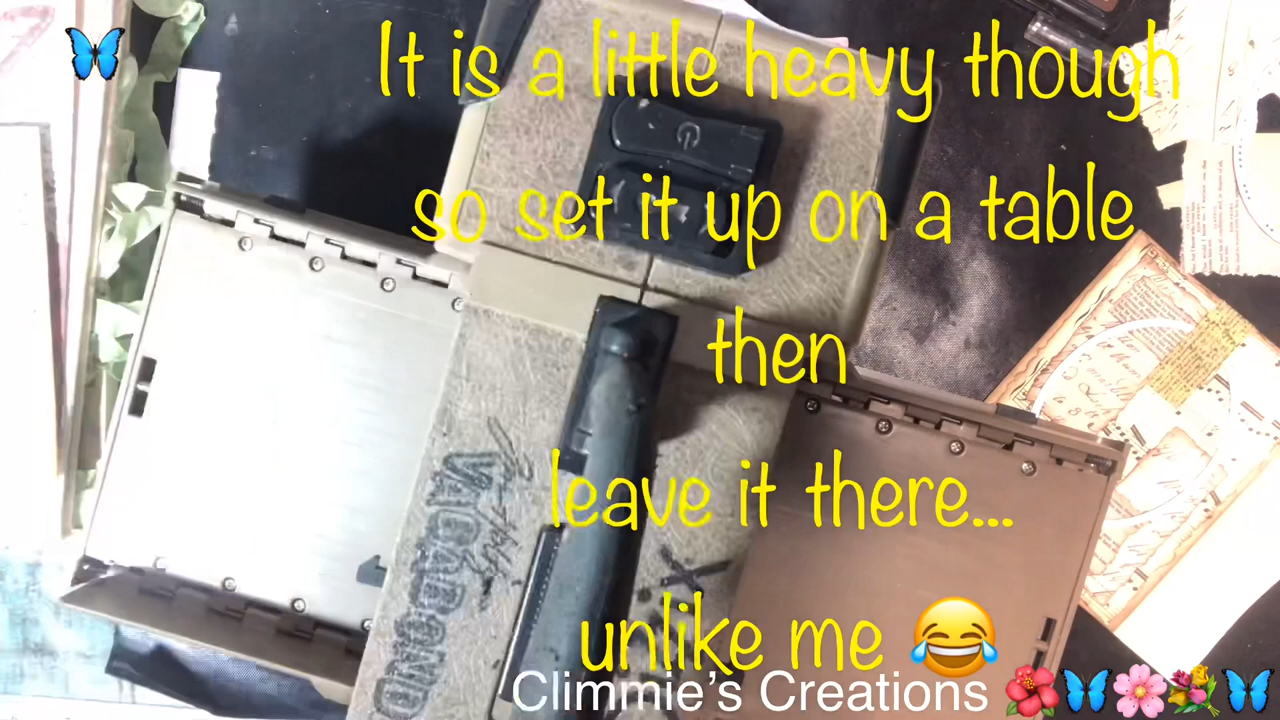 It is a little heavy though
so set it up on a table
then
leave it there...
unlike me 😂
Climmie’s Creations 🌺🦋🌸💐🦋
VAGABOND